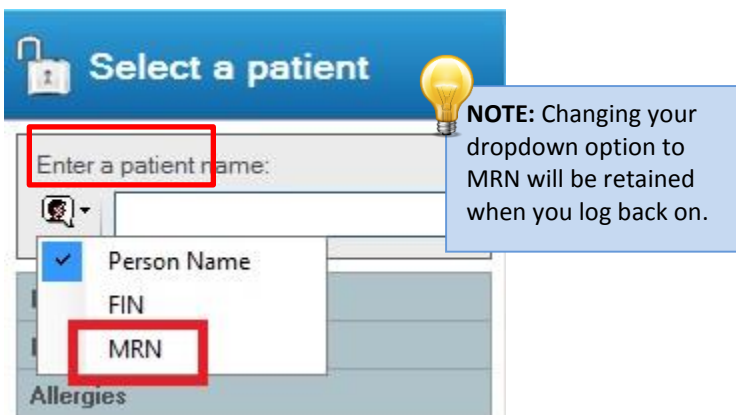 Select a patient
NOTE: Changing your
dropdown option to
MRN will be retained
when you log back on.
Enter a patient name:
Person Name
FIN
MRN
Allergies